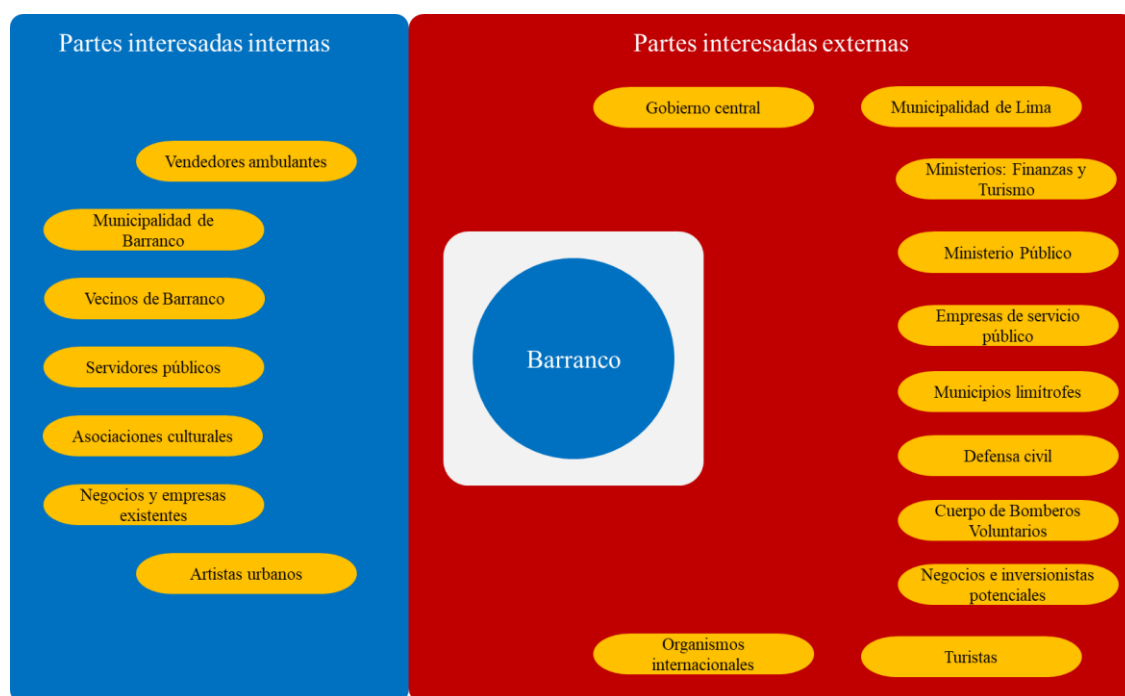 Partes interesadas internas
Vendedores ambulantes
Municipalidad de
Barranco
Vecinos de Barranco
Servidores públicos
Asociaciones culturales
Negocios y empresas
existentes
Artistas urbanos
Partes interesadas externas
Gobierno central
Municipalidad de Lima
Ministerios: Finanzas y
Turismo
Ministerio Público
Empresas de servicio
público
Municipios limítrofes
Defensa civil
Cuerpo de Bomberos
Voluntarios
Negocios e inversionistas
potenciales
Organismos
internacionales
Turistas
Barranco